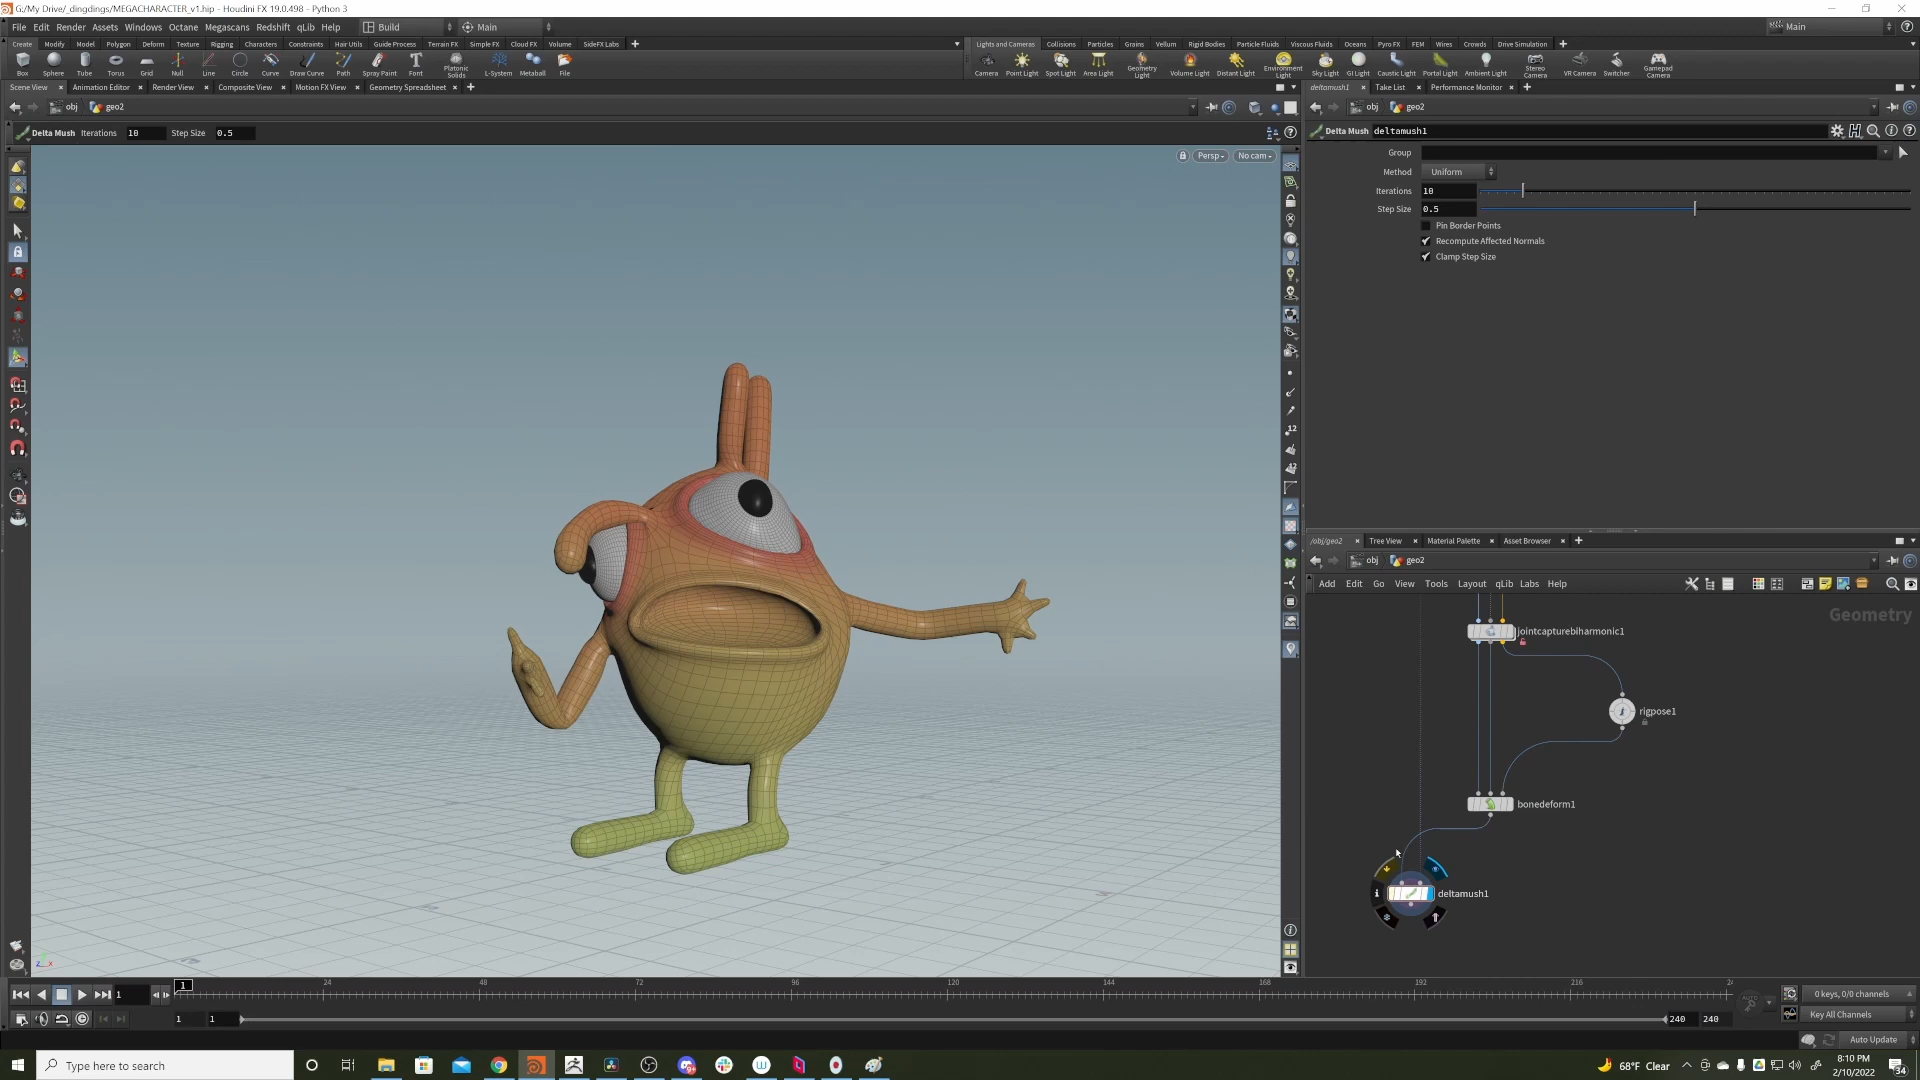 G:/My Drive/_dingdings/MEGACHARACTER_v1.hip - Houdini FX 19.0.498 - Python 3
File Edit Render Assets Windows Octane Megascans Redshift qLib Help Build Main Main
Create Modify Model Polygon Deform Texture Rigging Characters Constraints Hair Utils Guide Process Terrain FX Simple FX Cloud FX Volume SideFX Labs
Lights and Cameras Collisions Particles Grains Vellum Rigid Bodies Particle Fluids Viscous Fluids Oceans Pyro FX FEM Wires Crowds Drive Simulation
Box Sphere Tube Torus Grid Null Line Circle Curve Draw Curve Path Spray Paint Font Platonic Solids L-System Metaball File
Camera Point Light Spot Light Area Light Geometry Light Volume Light Distant Light Environment Light Sky Light GI Light Caustic Light Portal Light Ambient Light Stereo Camera VR Camera Switcher Gamepad Camera
Scene View Animation Editor Render View Composite View Motion FX View Geometry Spreadsheet
obj geo2
Delta Mush Iterations 10 Step Size 0.5
Persp No cam
deltamush1 Take List Performance Monitor
obj geo2
Delta Mush deltamush1
Group
Method Uniform
Iterations 10
Step Size 0.5
Pin Border Points
Recompute Affected Normals
Clamp Step Size
/obj/geo2 Tree View Material Palette Asset Browser
obj geo2
Add Edit Go View Tools Layout qLib Labs Help
Geometry
jointcapturebiharmonic1
rigpose1
bonedeform1
deltamush1
1 1 24 48 72 96 120 144 168 192 216
1 1 240 240
0 keys, 0/0 channels
Key All Channels
Auto Update
Type here to search
68°F Clear
8:10 PM
2/10/2022
34